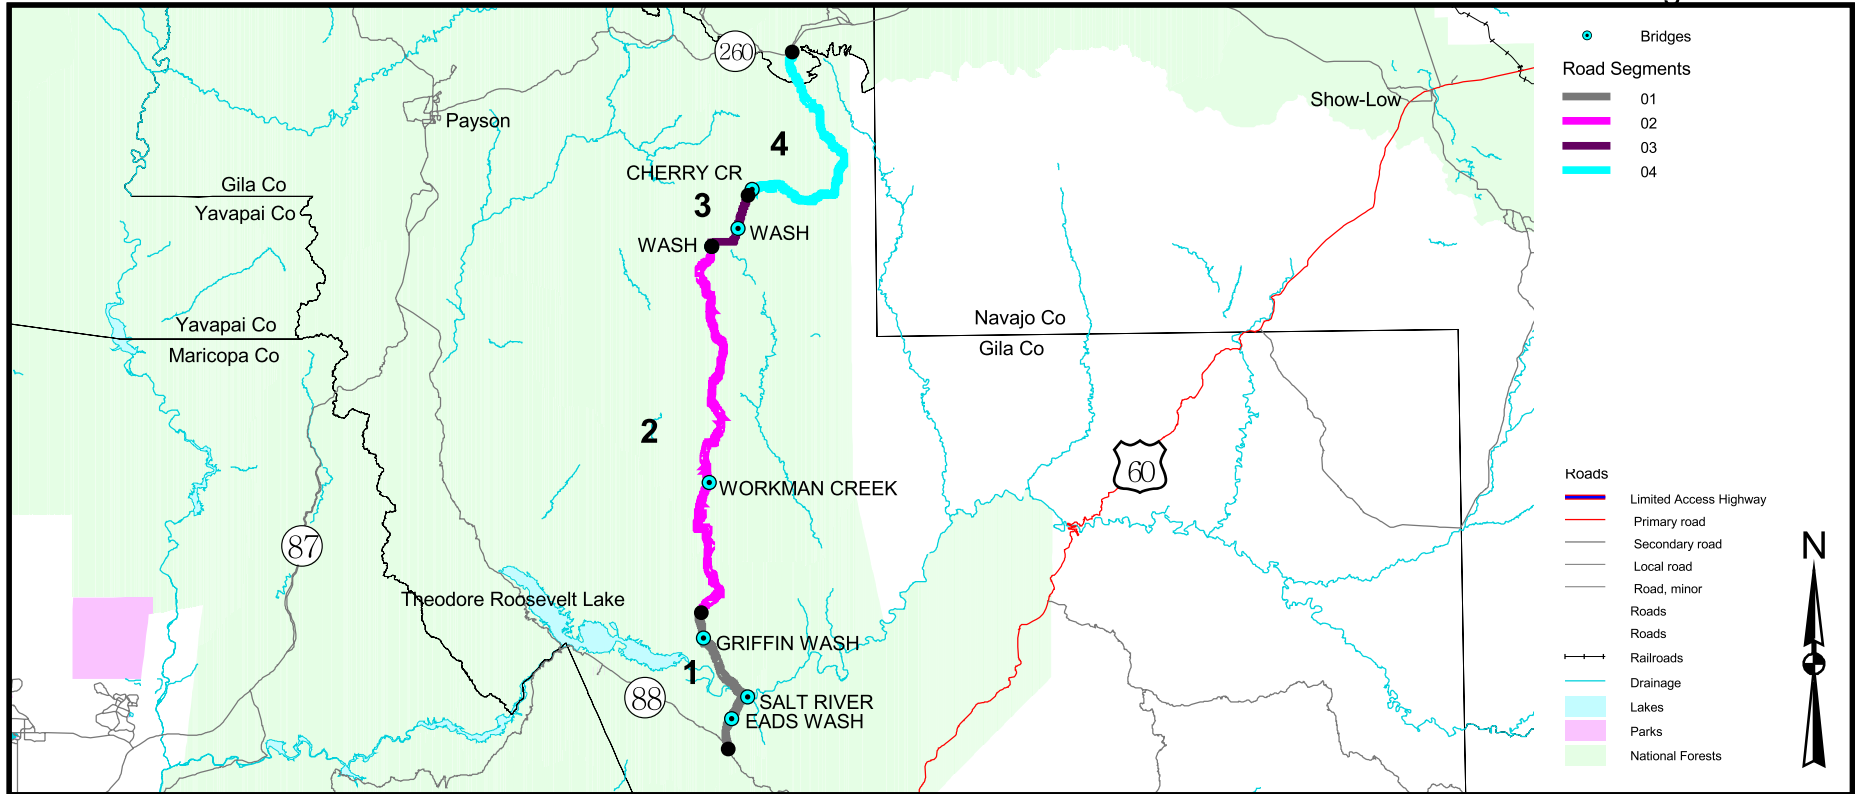 260
Bridges
Road Segments
01
02
03
04
Show-Low
Payson
4
CHERRY CR
Gila Co
Yavapai Co
3
WASH
WASH
Navajo Co
Gila Co
Yavapai Co
Maricopa Co
2
60
WORKMAN CREEK
87
Theodore Roosevelt Lake
GRIFFIN WASH
1
88
SALT RIVER
EADS WASH
Roads
Limited Access Highway
Primary road
Secondary road
Local road
Road, minor
Roads
Roads
Railroads
Drainage
Lakes
Parks
National Forests
N